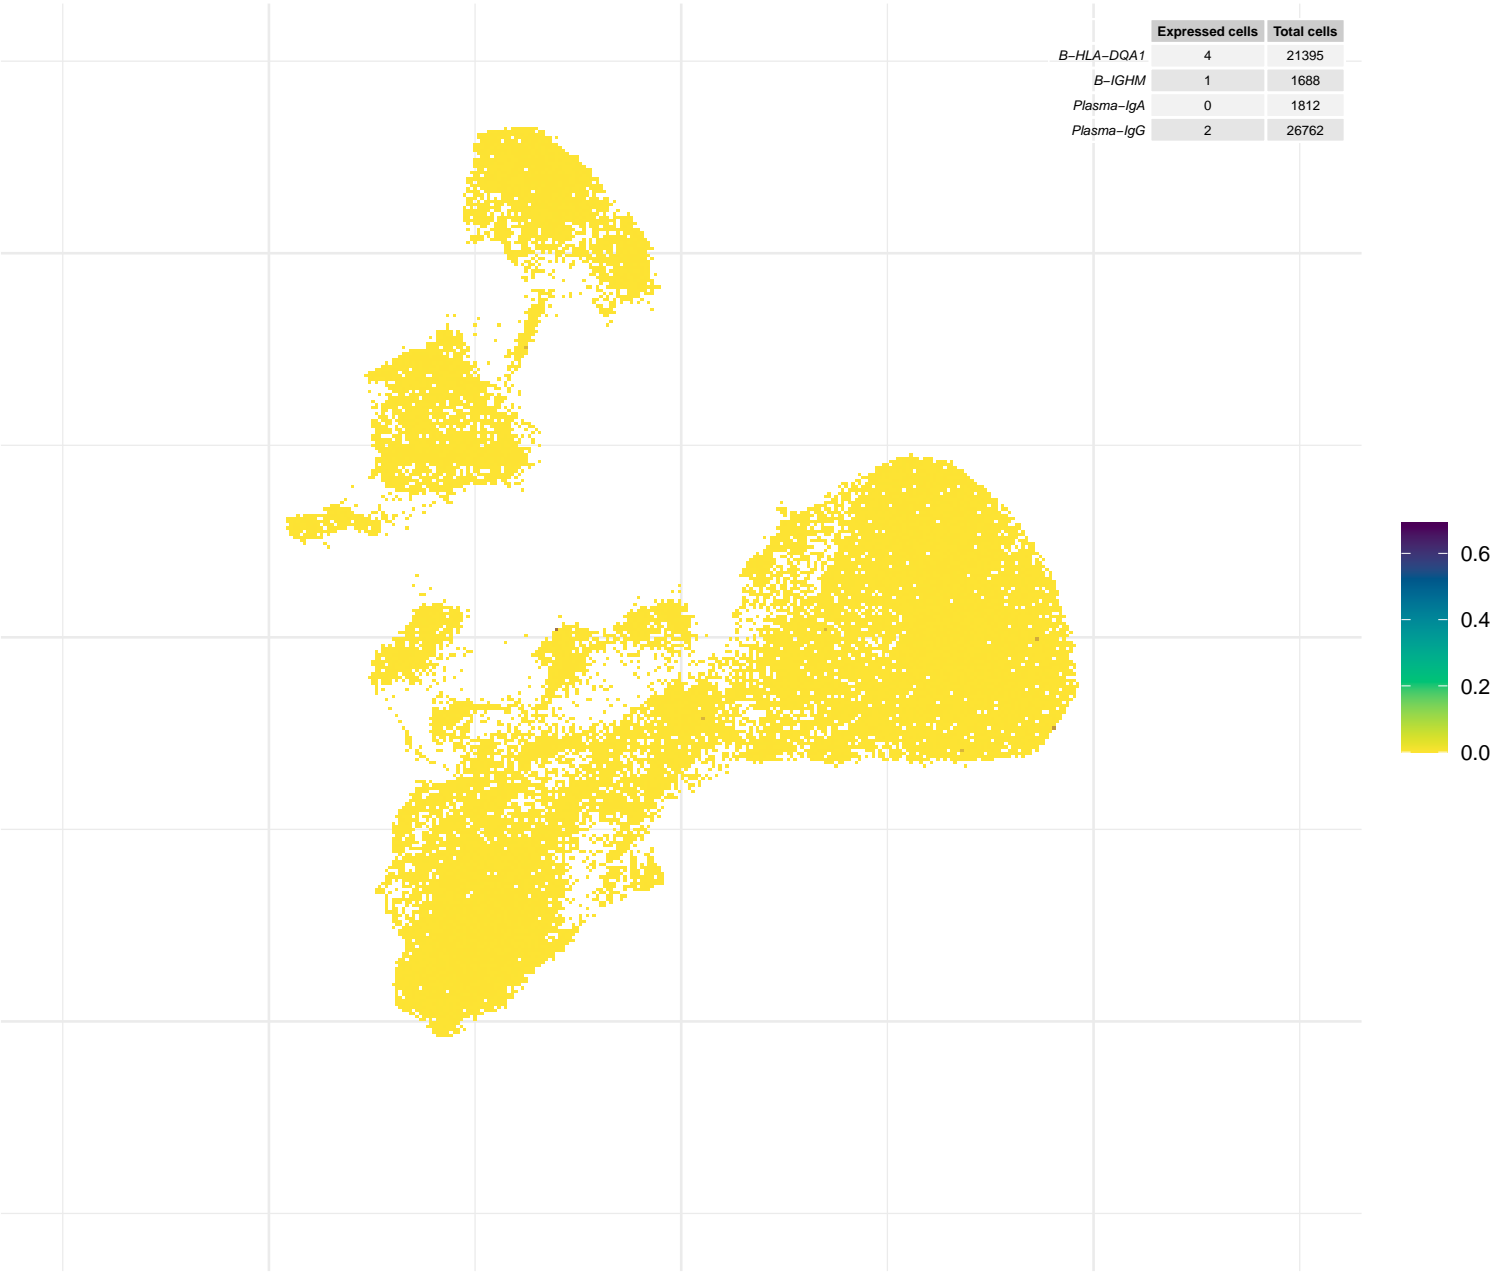 Expressed cells Total cells
B–HLA–DQA1 4 21395
B–IGHM 1 1688
Plasma–IgA 0 1812
Plasma–IgG 2 26762
0.6
0.4
0.2
0.0